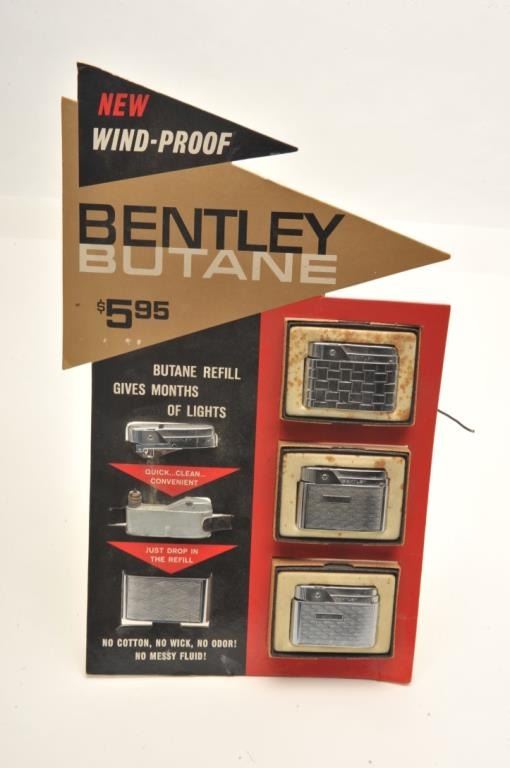 NEW
WIND-PROOF
BENTLEY
BUTANE
$5.95
BUTANE REFILL
GIVES MONTHS
OF LIGHTS
QUICK...CLEAN...
CONVENIENT
JUST DROP IN
THE REFILL
NO COTTON, NO WICK, NO ODOR!
NO MESSY FLUID!